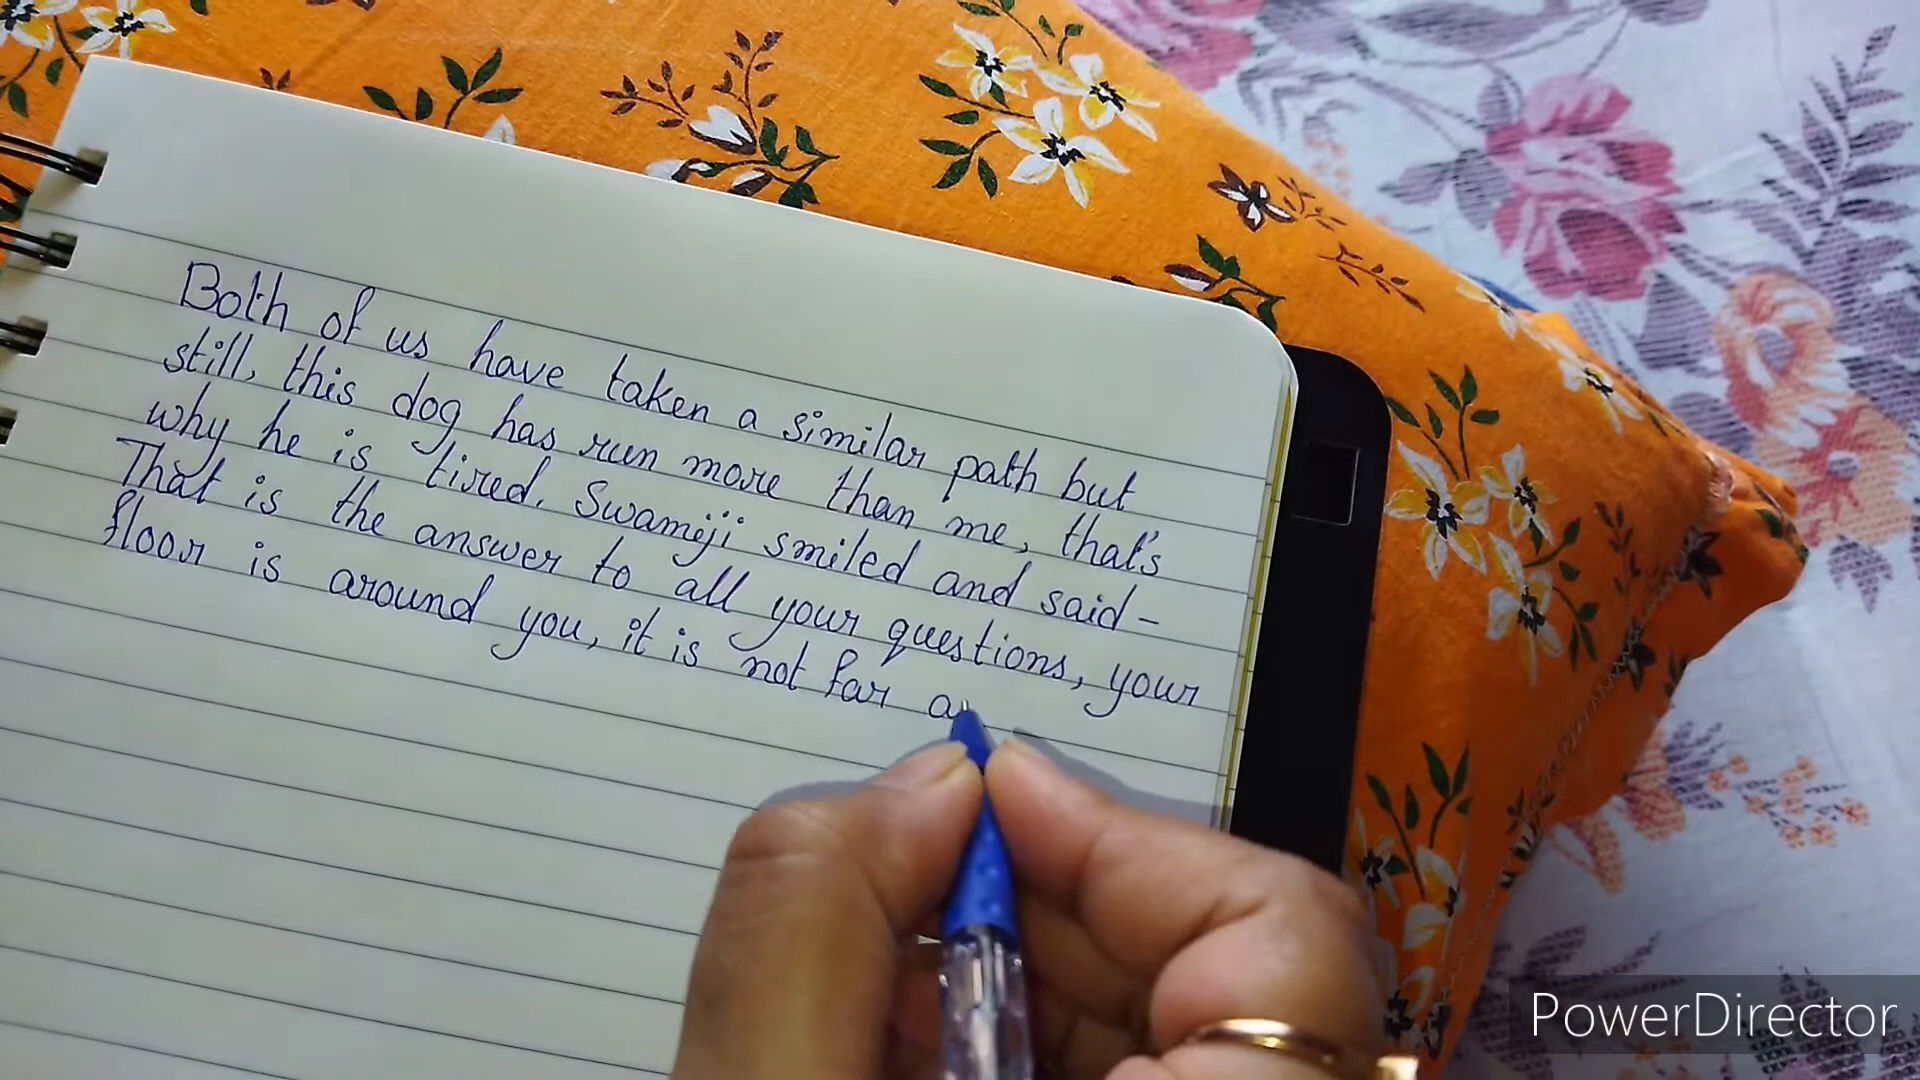 Both of us have taken a similar path but
still, this dog has run more than me, that's
why he is tired. Swamiji smiled and said-
That is the answer to all your questions, your
floor is around you, it is not far
PowerDirector